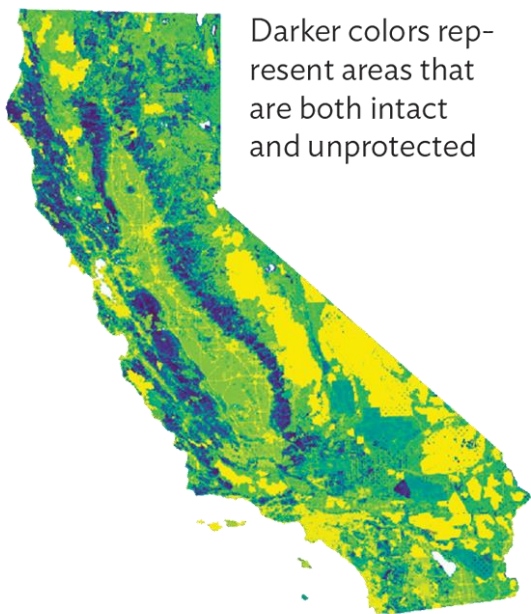 Darker colors rep-
resent areas that
are both intact
and unprotected